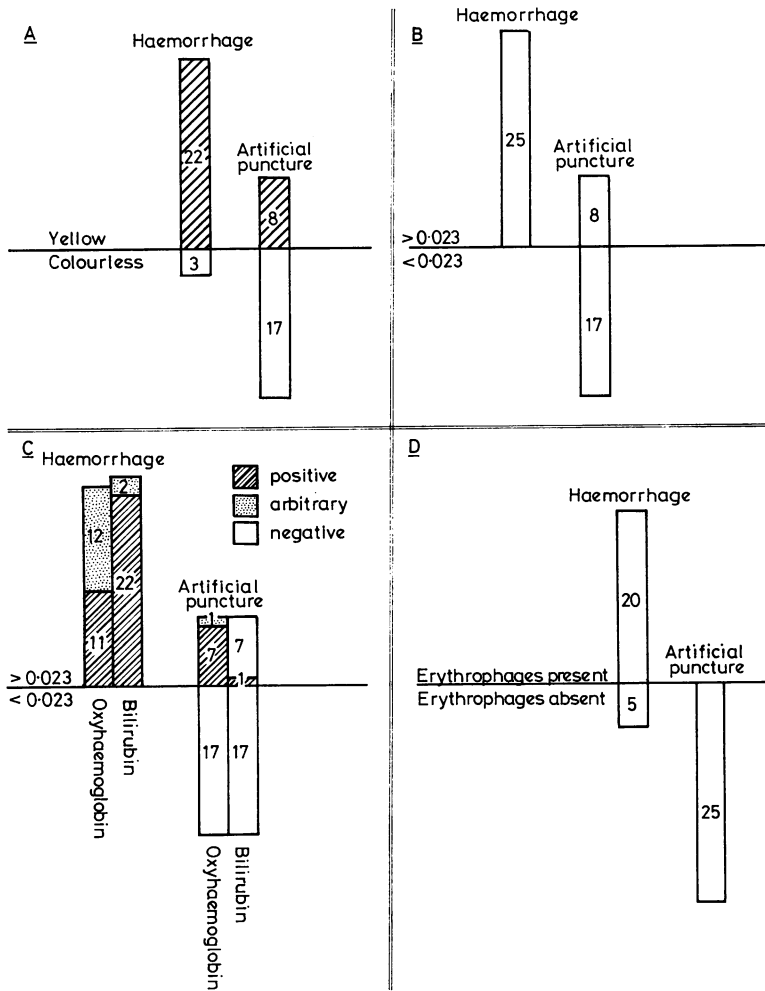 A
Haemorrhage
22
Artificial
puncture
8
Yellow
Colourless
3
17
B
Haemorrhage
25
Artificial
puncture
8
> 0·023
< 0·023
17
C
Haemorrhage
2
12
22
11
positive
arbitrary
negative
Artificial
puncture
1
7
7
1
> 0·023
< 0·023
17
17
Oxyhaemoglobin
Bilirubin
Oxyhaemoglobin
Bilirubin
D
Haemorrhage
20
Artificial
puncture
Erythrophages present
Erythrophages absent
5
25